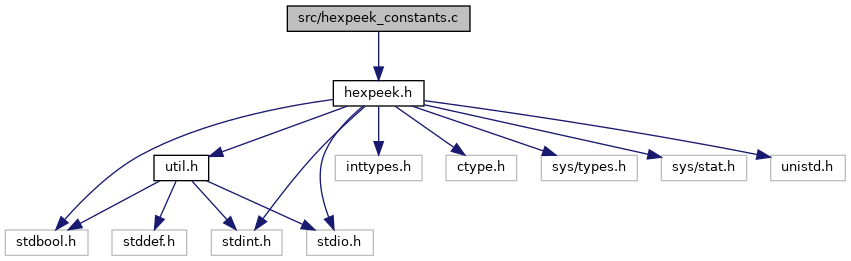 src/hexpeek_constants.c
hexpeek.h
util.h
inttypes.h
ctype.h
sys/types.h
sys/stat.h
unistd.h
stdbool.h
stddef.h
stdint.h
stdio.h